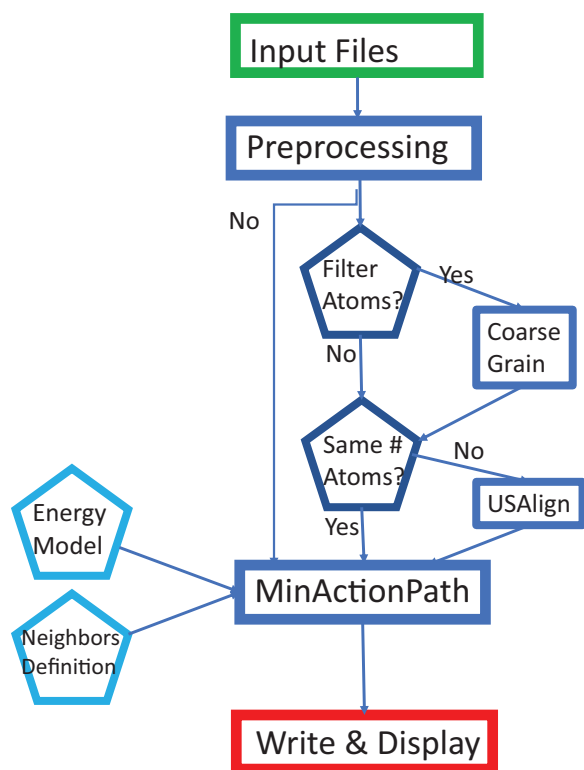 Input Files
Preprocessing
No
Filter
Atoms?
Yes
Coarse
Grain
No
Same #
Atoms?
No
USAlign
Yes
Energy
Model
MinActionPath
Neighbors
Definition
Write & Display